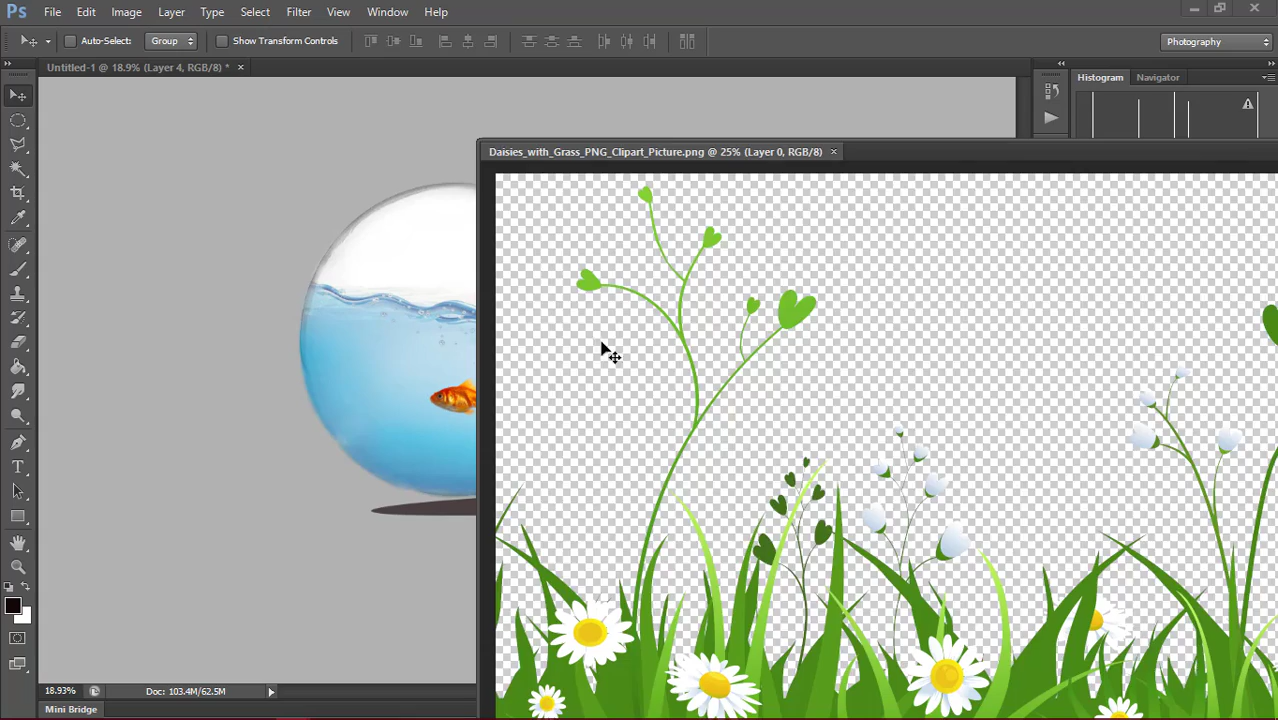 Ps File Edit Image Layer Type Select Filter View Window Help
Auto-Select: Group Show Transform Controls Photography
Untitled-1 @ 18.9% (Layer 4, RGB/8) *
Histogram Navigator
Daisies_with_Grass_PNG_Clipart_Picture.png @ 25% (Layer 0, RGB/8)
18.93% Doc: 103.4M/62.5M
Mini Bridge